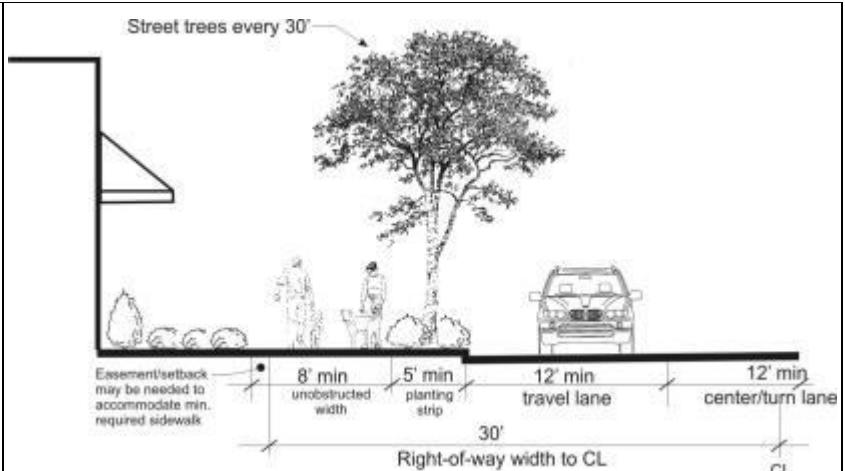 Street trees every 30'
Easement/setback
may be needed to
accommodate min.
required sidewalk
8' min
unobstructed
width
5' min
planting
strip
12' min
travel lane
12' min
center/turn lane
30'
Right-of-way width to CL
CL